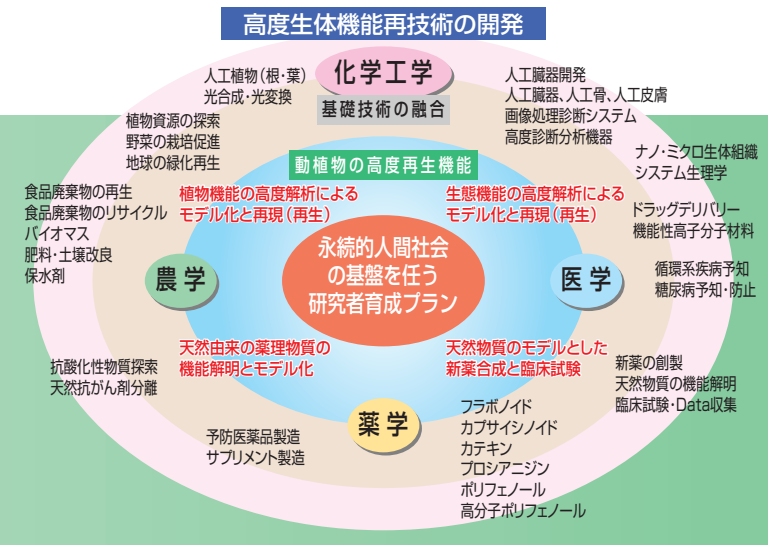 高度生体機能再技術の開発
化学工学
基礎技術の融合
人工植物（根・葉）
光合成・光変換
植物資源の探索
野菜の栽培促進
地球の緑化再生
人工臓器開発
人工臓器、人工骨、人工皮膚
画像処理診断システム
高度診断分析機器
ナノ・ミクロ生体組織
システム生理学
動植物の高度再生機能
食品廃棄物の再生
食品廃棄物のリサイクル
バイオマス
肥料・土壌改良
保水剤
植物機能の高度解析による
モデル化と再現（再生）
生態機能の高度解析による
モデル化と再現（再生）
ドラッグデリバリー
機能性高子分子材料
農学
永続的人間社会
の基盤を任う
研究者育成プラン
医学
循環系疾病予知
糖尿病予知・防止
天然由来の薬理物質の
機能解明とモデル化
天然物質のモデルとした
新薬合成と臨床試験
抗酸化性物質探索
天然抗がん剤分離
新薬の創製
天然物質の機能解明
臨床試験・Data収集
薬学
予防医薬品製造
サプリメント製造
フラボノイド
カプサイシノイド
カテキン
プロシアニジン
ポリフェノール
高分子ポリフェノール